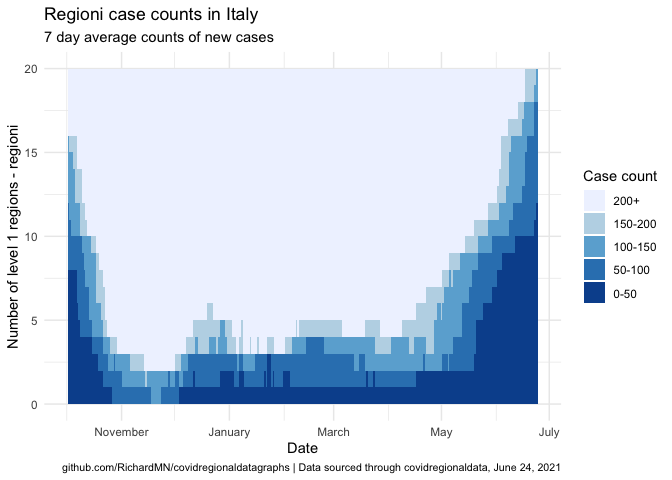 Regioni case counts in Italy
7 day average counts of new cases
Number of level 1 regions - regioni
20
15
10
5
0
November
January
March
May
July
Date
Case count
200+
150-200
100-150
50-100
0-50
github.com/RichardMN/covidregionaldatagraphs | Data sourced through covidregionaldata, June 24, 2021